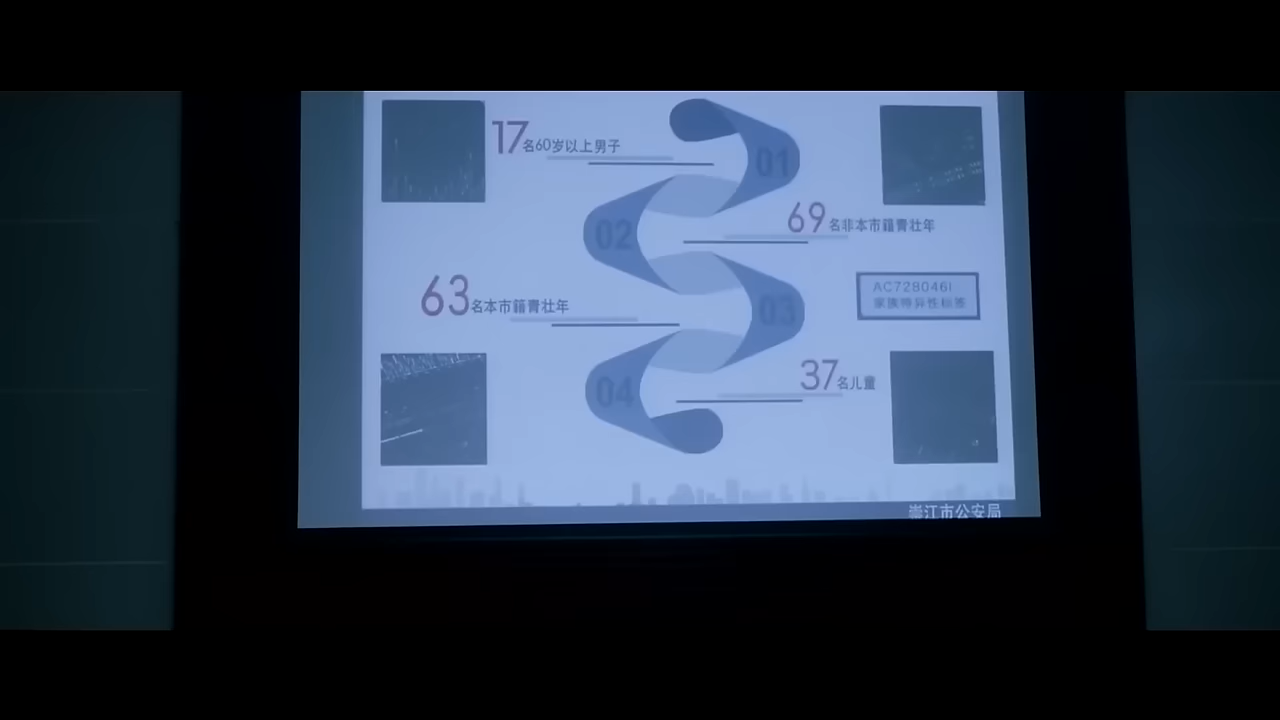 17名60岁以上男子
01
02
69名非本市籍青壮年
63名本市籍青壮年
AC728046I
家族特异性标签
03
04
37名儿童
崇江市公安局